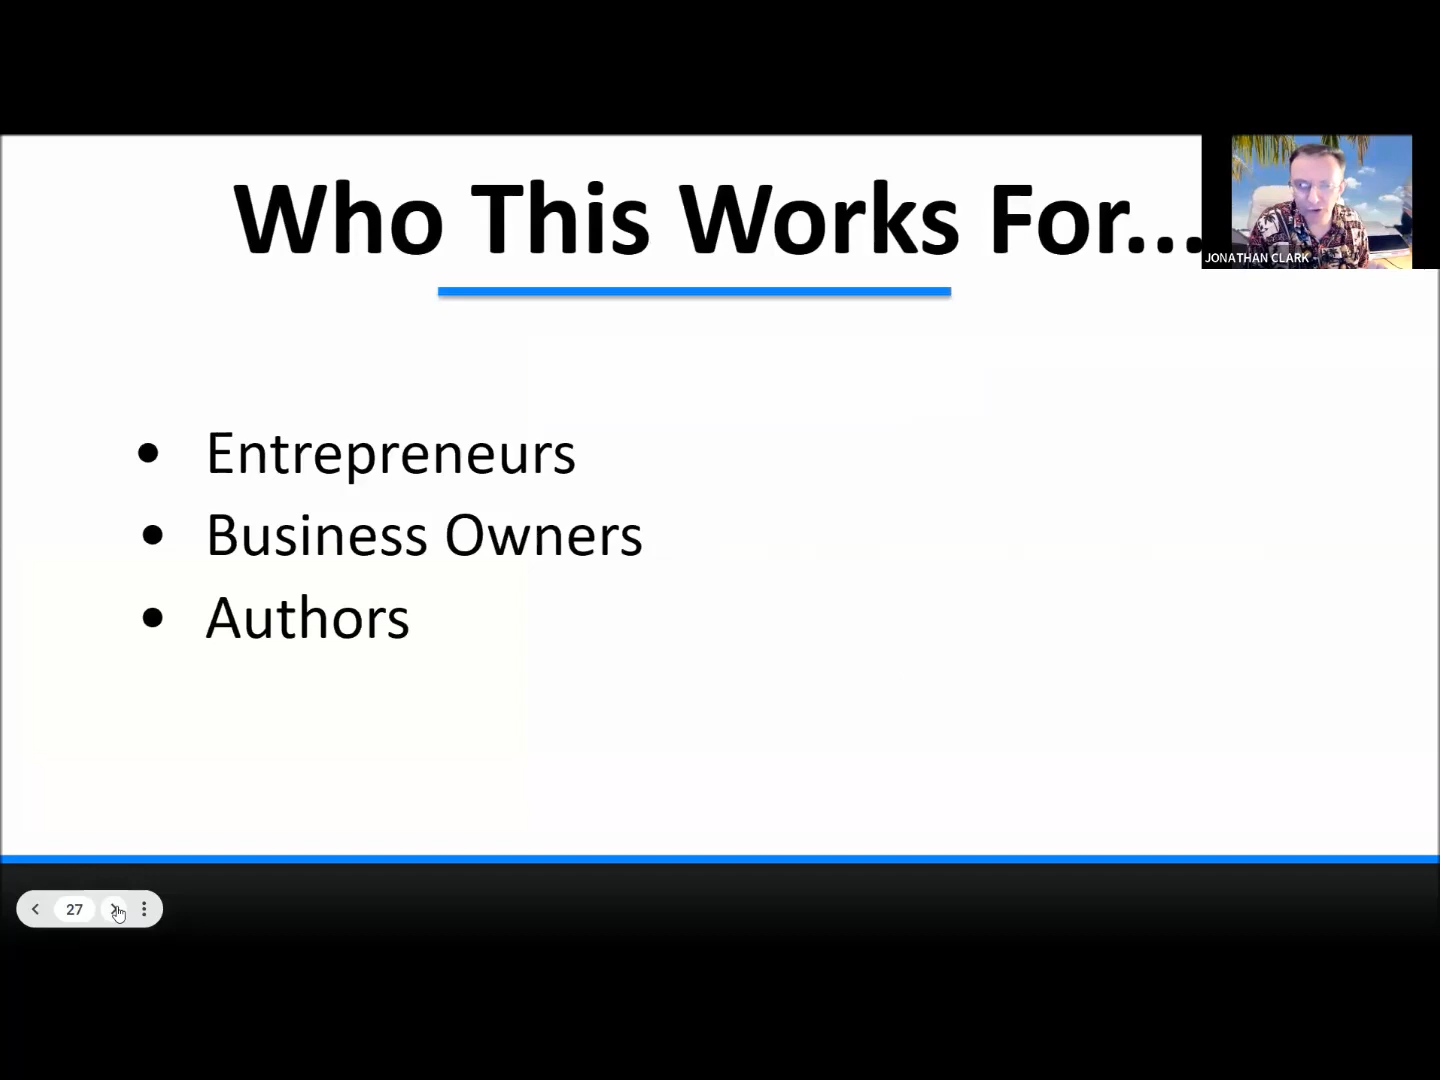 Who This Works For...
JONATHAN CLARK
• Entrepreneurs
• Business Owners
• Authors
27